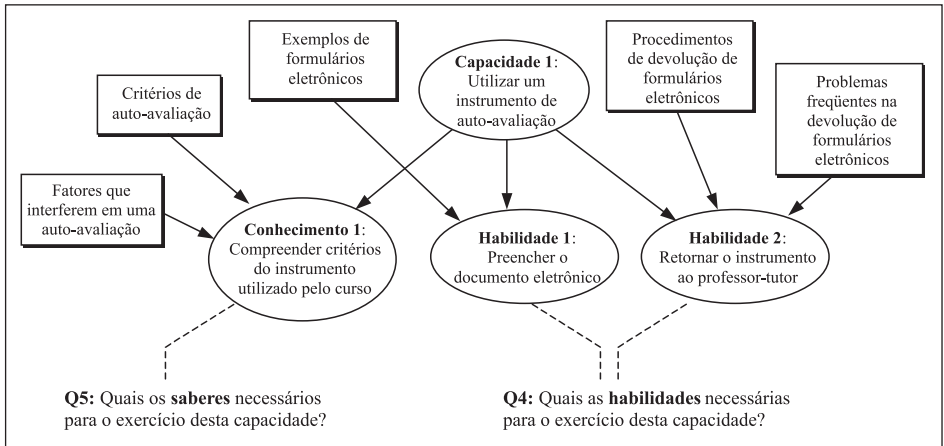 Exemplos de
formulários
eletrônicos
Capacidade 1:
Utilizar um
instrumento de
auto-avaliação
Procedimentos
de devolução de
formulários
eletrônicos
Problemas
freqüentes na
devolução de
formulários
eletrônicos
Critérios de
auto-avaliação
Fatores que
interferem em uma
auto-avaliação
Conhecimento 1:
Compreender critérios
do instrumento
utilizado pelo curso
Habilidade 1:
Preencher o
documento eletrônico
Habilidade 2:
Retornar o instrumento
ao professor-tutor
Q5: Quais os saberes necessários
para o exercício desta capacidade?
Q4: Quais as habilidades necessárias
para o exercício desta capacidade?